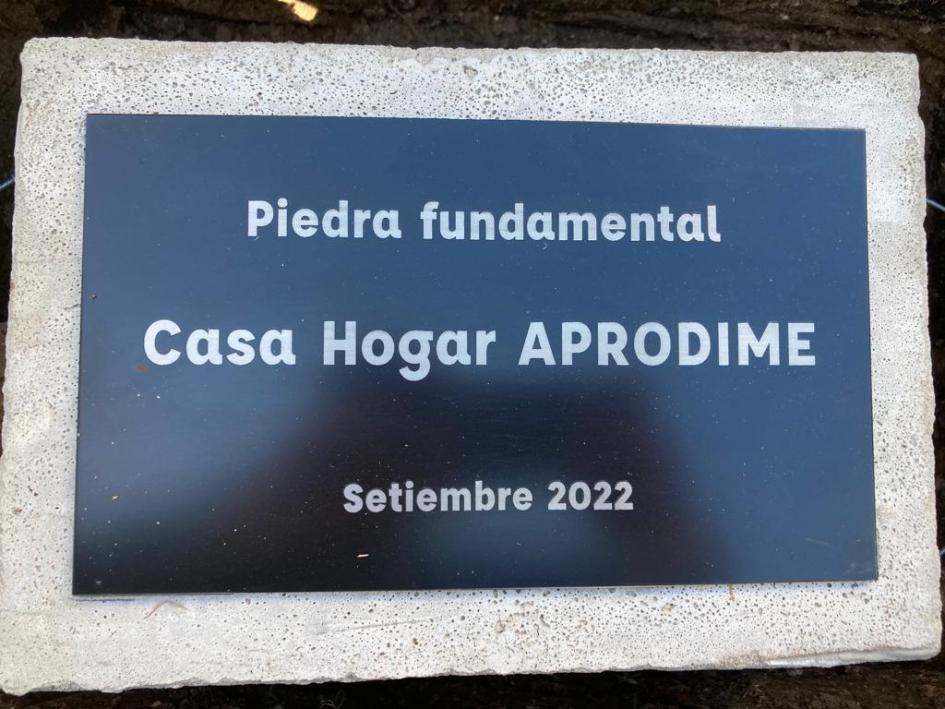 Piedra fundamental
Casa Hogar APRODIME
Setiembre 2022